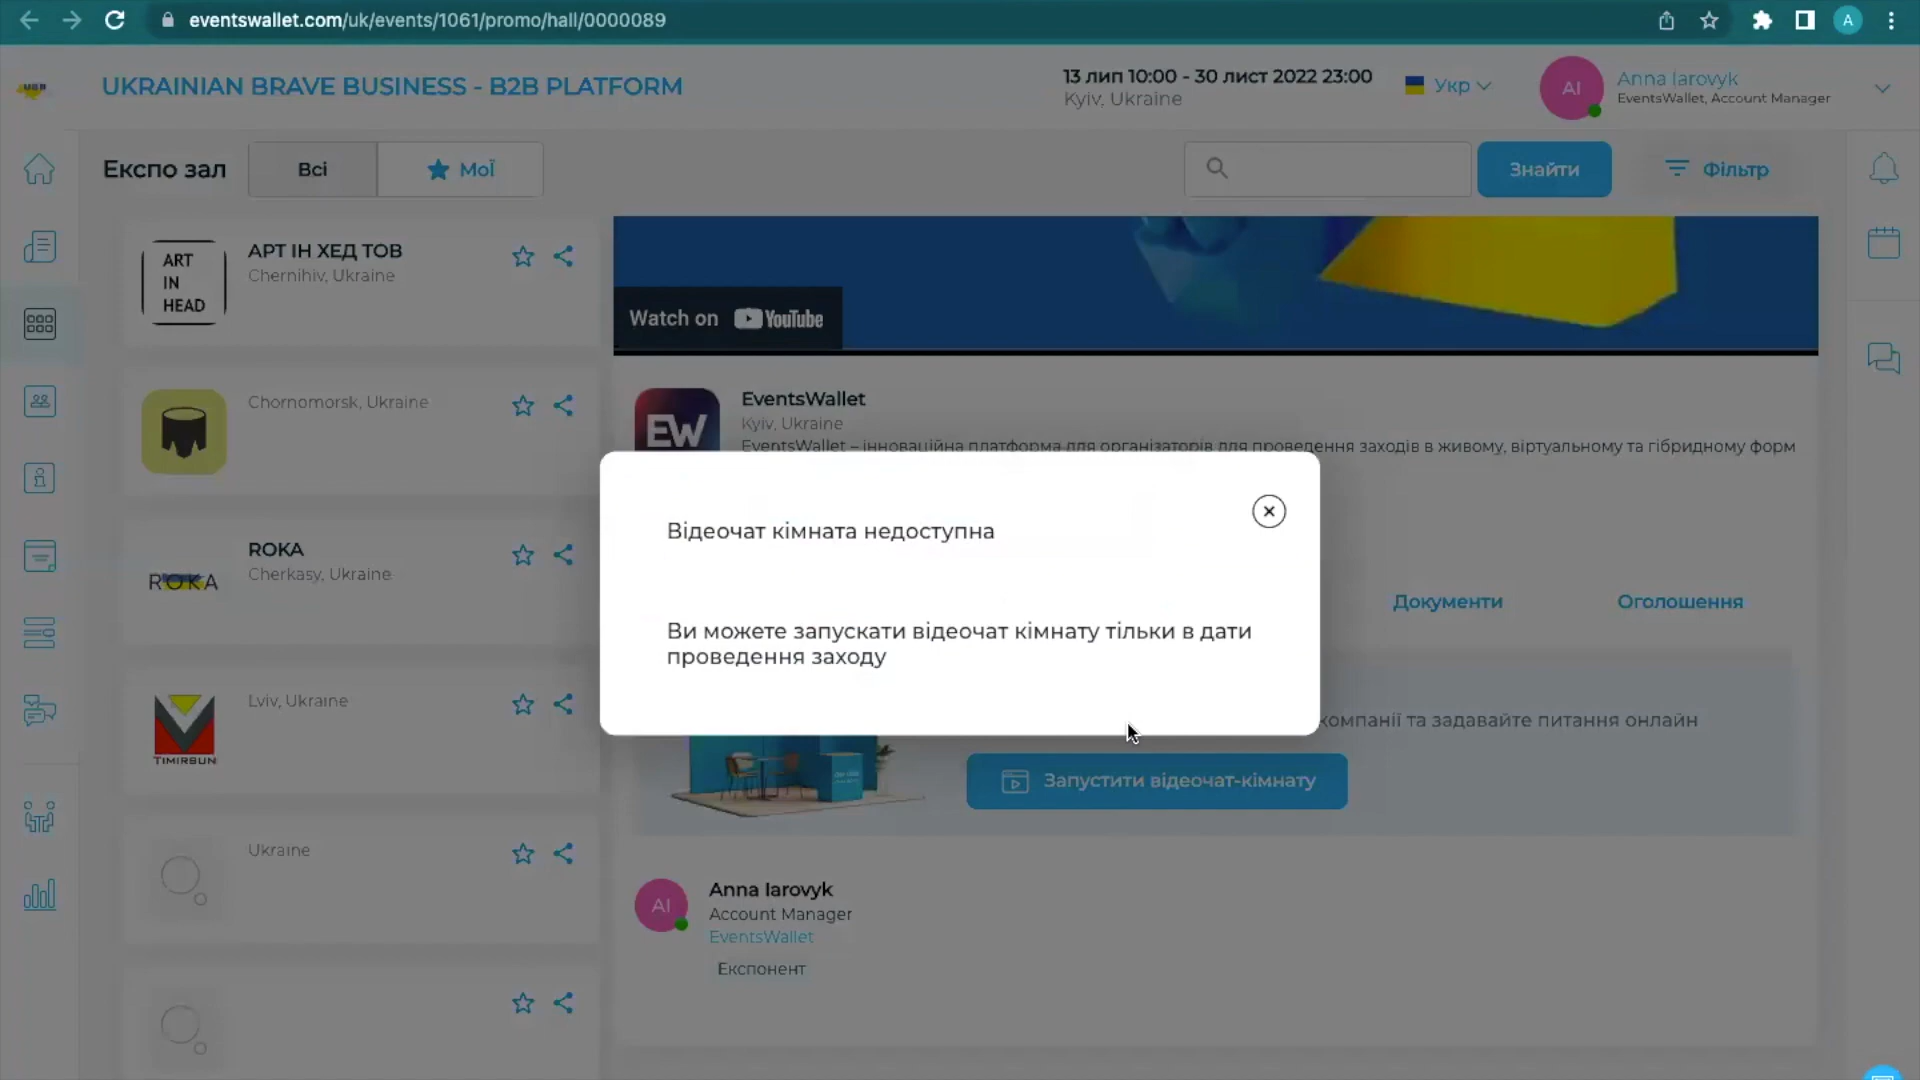 eventswallet.com/uk/events/1061/promo/hall/0000089
A
UBB
UKRAINIAN BRAVE BUSINESS - B2B PLATFORM
13 лип 10:00 - 30 лист 2022 23:00
Kyiv, Ukraine
Укр
AI
Anna Iarovyk
EventsWallet, Account Manager
Експо зал
Всі
Мої
Знайти
Фільтр
ART
IN
HEAD
АРТ ІН ХЕД ТОВ
Chernihiv, Ukraine
Chornomorsk, Ukraine
ROKA
ROKA
Cherkasy, Ukraine
Lviv, Ukraine
TIMIRBUN
Ukraine
Watch on YouTube
EW
EventsWallet
Kyiv, Ukraine
EventsWallet – інноваційна платформа для організаторів для проведення заходів в живому, віртуальному та гібридному форм
Відеочат кімната недоступна
Ви можете запускати відеочат кімнату тільки в дати
проведення заходу
Документи
Оголошення
компанії та задавайте питання онлайн
Запустити відеочат-кімнату
AI
Anna Iarovyk
Account Manager
EventsWallet
Експонент